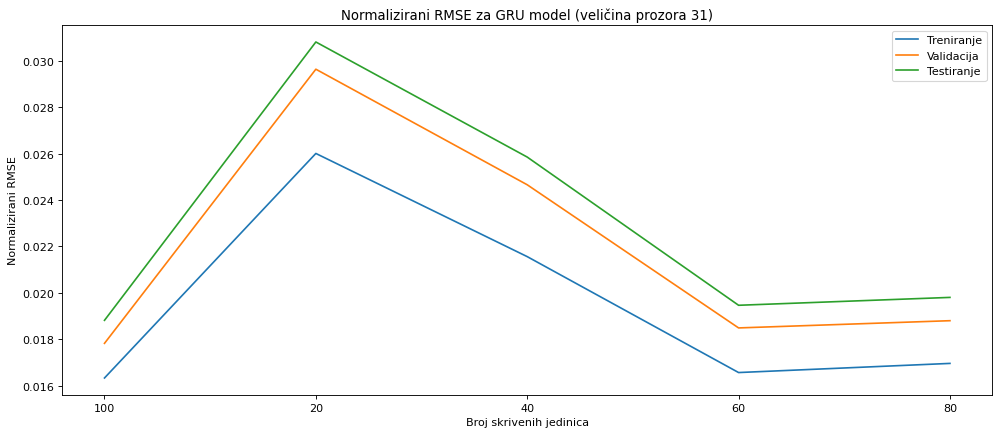 Normalizirani RMSE za GRU model (veličina prozora 31)
Treniranje
Validacija
Testiranje
Normalizirani RMSE
0.030
0.028
0.026
0.024
0.022
0.020
0.018
0.016
100 20 40 60 80
Broj skrivenih jedinica